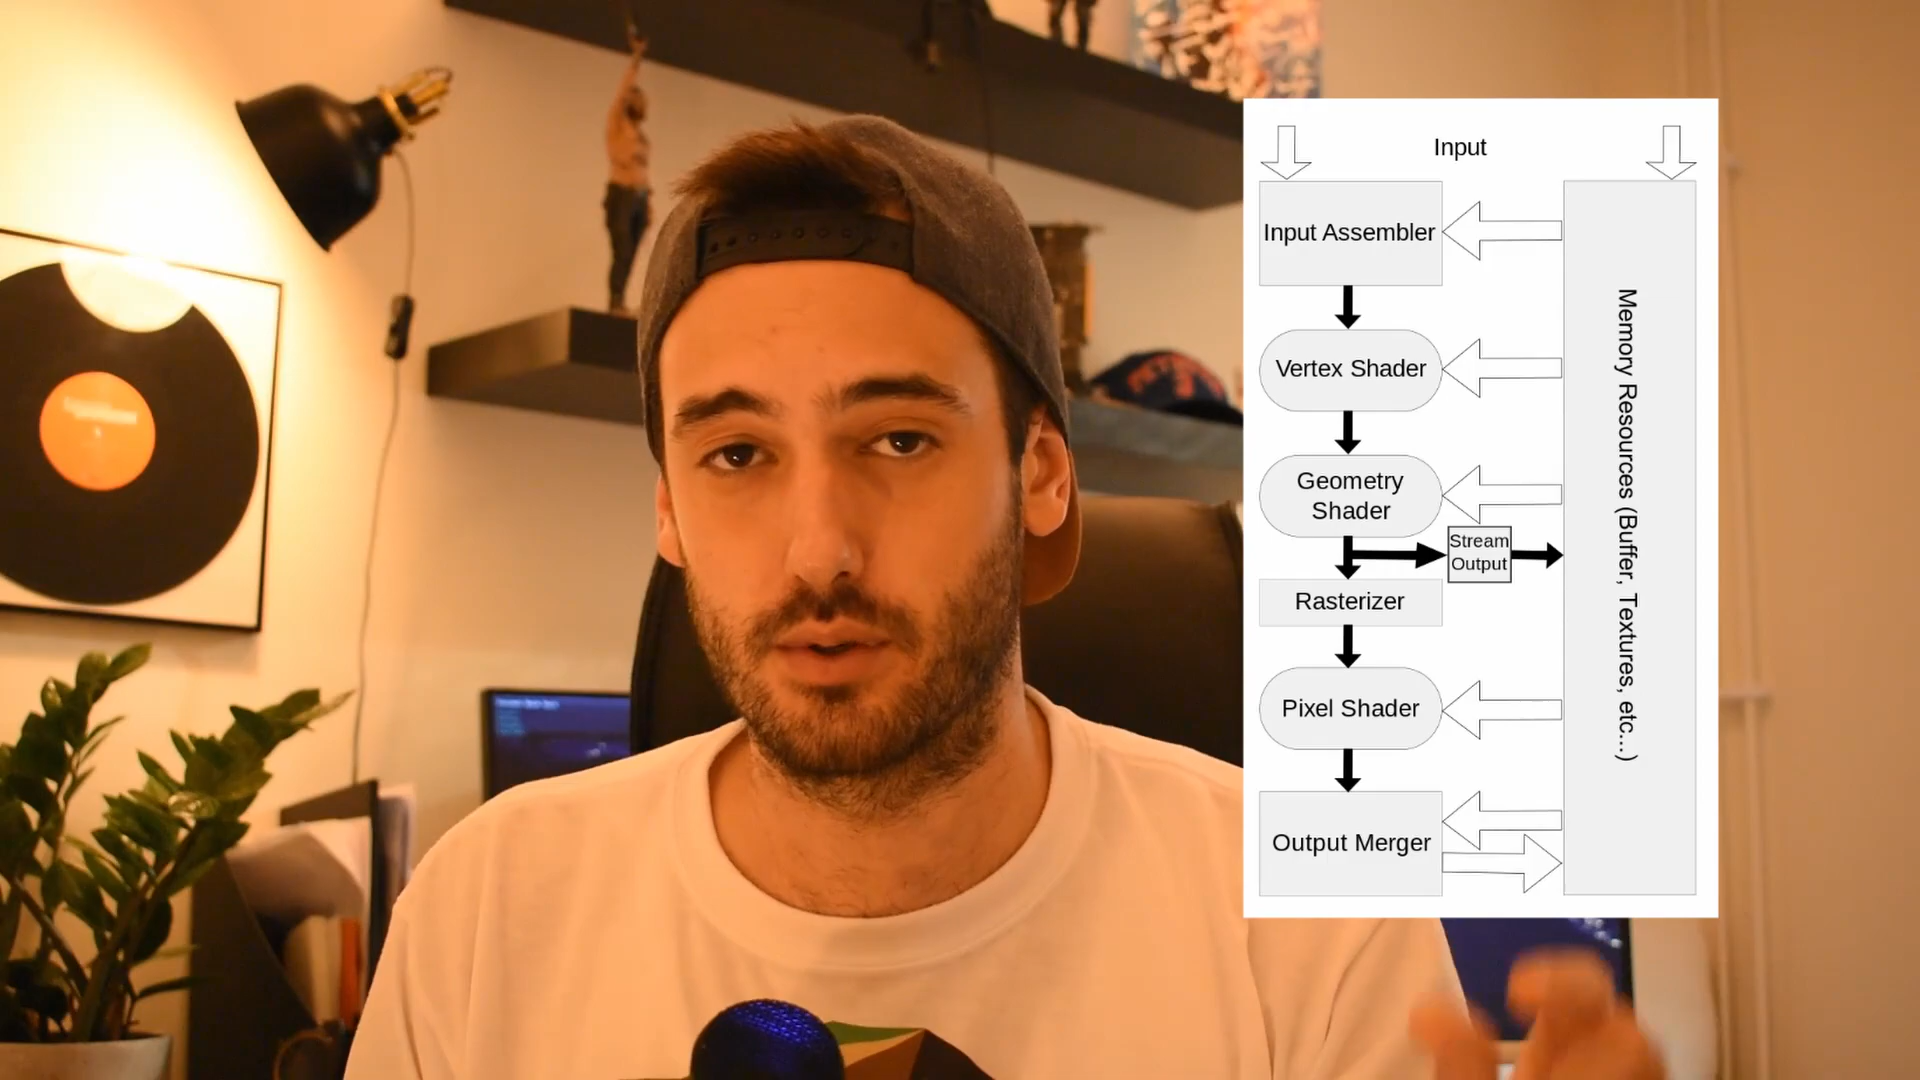 Input
Input Assembler
Vertex Shader
Geometry
Shader
Stream
Output
Rasterizer
Pixel Shader
Output Merger
Memory Resources (Buffer, Textures, etc...)